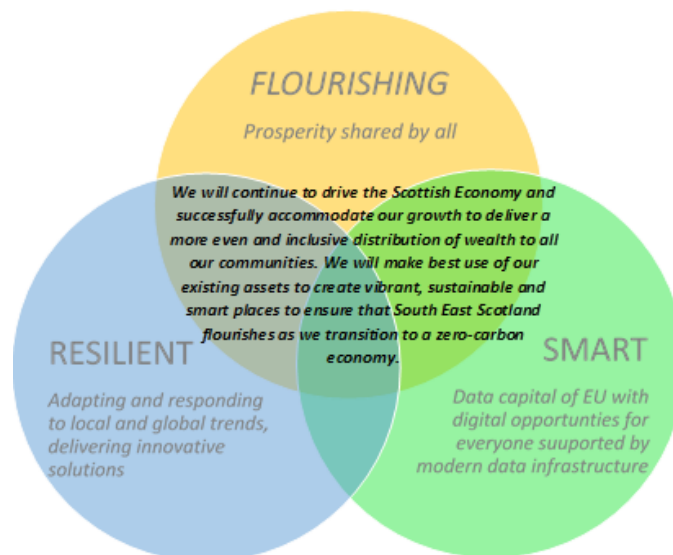 FLOURISHING
Prosperity shared by all
We will continue to drive the Scottish Economy and
successfully accommodate our growth to deliver a
more even and inclusive distribution of wealth to all
our communities. We will make best use of our
existing assets to create vibrant, sustainable and
smart places to ensure that South East Scotland
flourishes as we transition to a zero-carbon
economy.
RESILIENT
Adapting and responding
to local and global trends,
delivering innovative
solutions
SMART
Data capital of EU with
digital opportunties for
everyone suuported by
modern data infrastructure